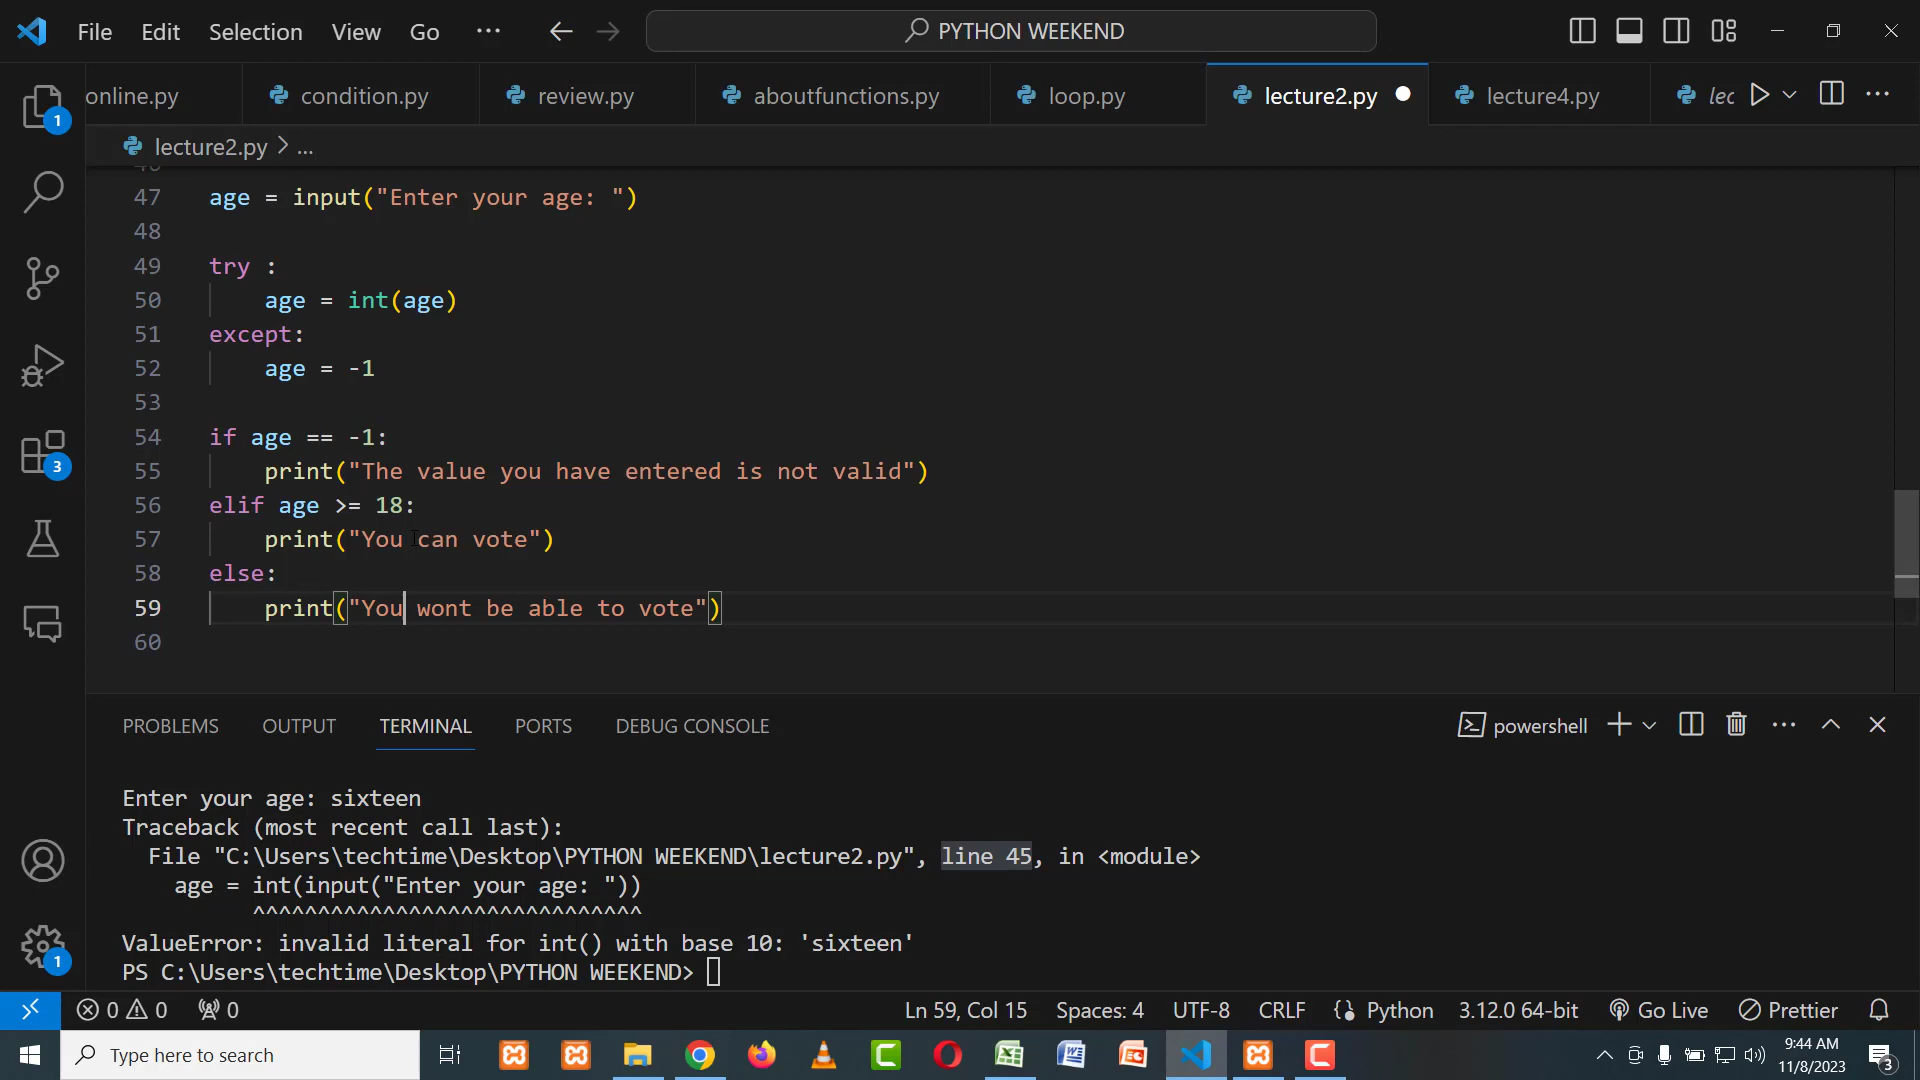 File Edit Selection View Go ··· PYTHON WEEKEND
online.py condition.py review.py aboutfunctions.py loop.py lecture2.py lecture4.py lec
lecture2.py > ...
47 age = input("Enter your age: ")
48
49 try :
50 age = int(age)
51 except:
52 age = -1
53
54 if age == -1:
55 print("The value you have entered is not valid")
56 elif age >= 18:
57 print("You can vote")
58 else:
59 print("You wont be able to vote")
60
PROBLEMS OUTPUT TERMINAL PORTS DEBUG CONSOLE powershell
Enter your age: sixteen
Traceback (most recent call last):
File "C:\Users\techtime\Desktop\PYTHON WEEKEND\lecture2.py", line 45, in <module>
age = int(input("Enter your age: "))
^^^^^^^^^^^^^^^^^^^^^^^^^^^^^^
ValueError: invalid literal for int() with base 10: 'sixteen'
PS C:\Users\techtime\Desktop\PYTHON WEEKEND>
1
3
1
0 0 0 Ln 59, Col 15 Spaces: 4 UTF-8 CRLF Python 3.12.0 64-bit Go Live Prettier
Type here to search 9:44 AM
11/8/2023
3